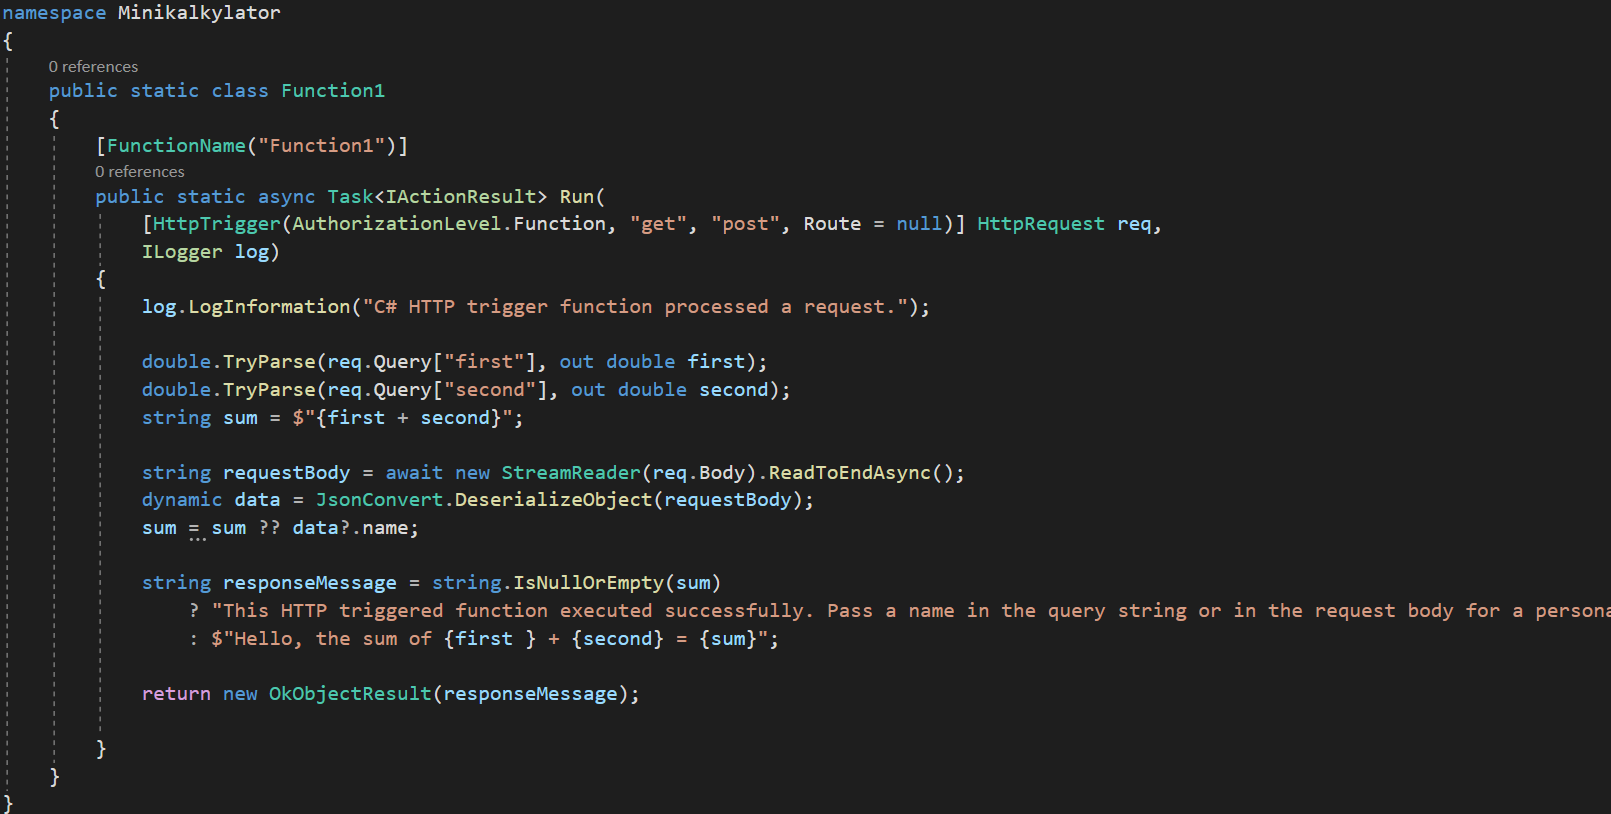 namespace Minikalkylator
{
0 references
public static class Function1
{
[FunctionName("Function1")]
0 references
public static async Task<IActionResult> Run(
[HttpTrigger(AuthorizationLevel.Function, "get", "post", Route = null)] HttpRequest req,
ILogger log)
{
log.LogInformation("C# HTTP trigger function processed a request.");
double.TryParse(req.Query["first"], out double first);
double.TryParse(req.Query["second"], out double second);
string sum = $"{first + second}";
string requestBody = await new StreamReader(req.Body).ReadToEndAsync();
dynamic data = JsonConvert.DeserializeObject(requestBody);
sum = sum ?? data?.name;
string responseMessage = string.IsNullOrEmpty(sum)
? "This HTTP triggered function executed successfully. Pass a name in the query string or in the request body for a persona
: $"Hello, the sum of {first } + {second} = {sum}";
return new OkObjectResult(responseMessage);
}
}
}